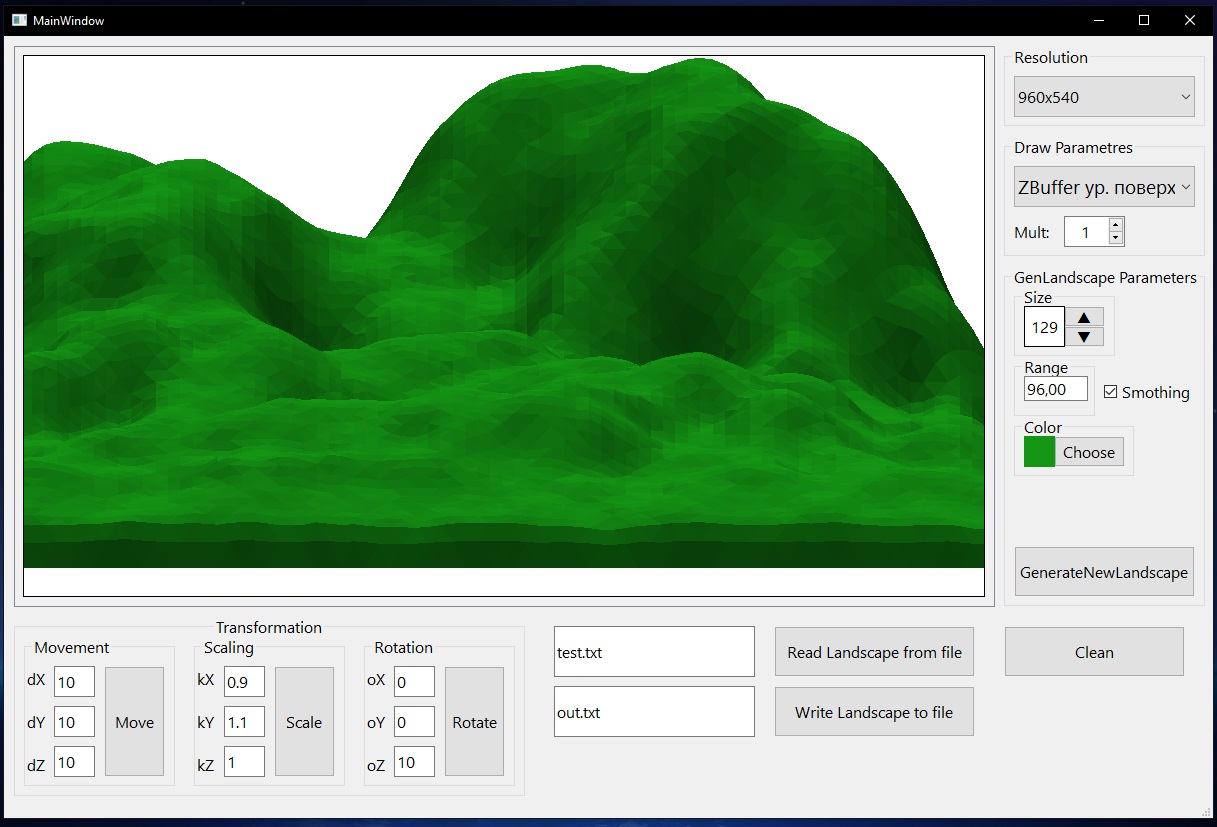 MainWindow
Resolution
960x540
Draw Parametres
ZBuffer ур. поверх
Mult: 1
GenLandscape Parameters
Size
129
Range
96,00
Smothing
Color
Choose
GenerateNewLandscape
Transformation
Movement
dX 10
dY 10
dZ 10
Move
Scaling
kX 0.9
kY 1.1
kZ 1
Scale
Rotation
oX 0
oY 0
oZ 10
Rotate
test.txt
Read Landscape from file
out.txt
Write Landscape to file
Clean